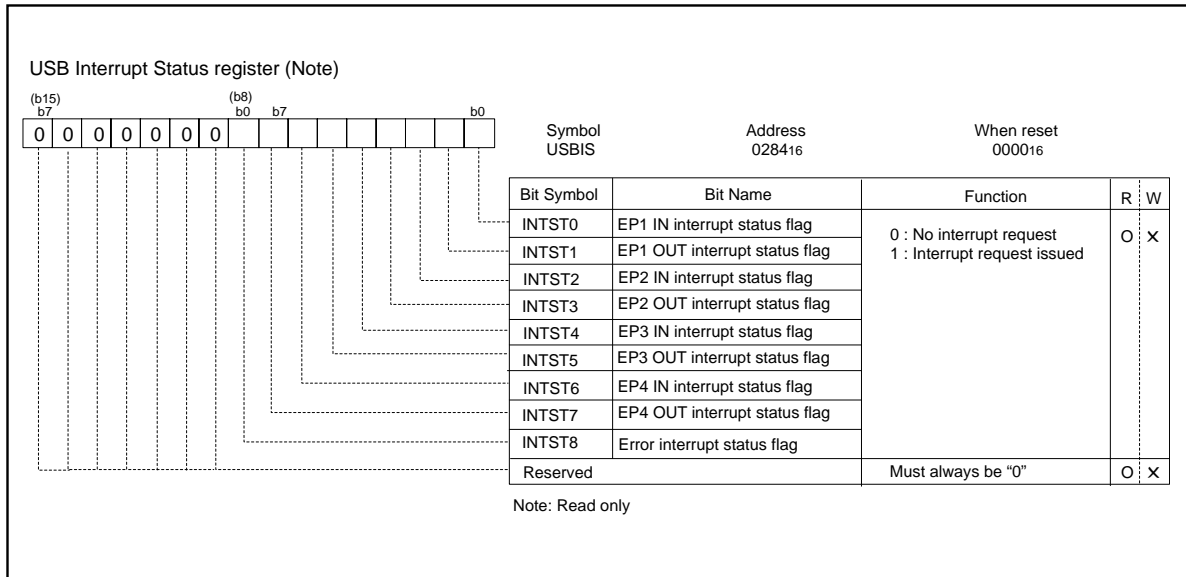 USB Interrupt Status register (Note)
(b15) (b8)
b7 b0 b7 b0
0 0 0 0 0 0 0
Symbol Address When reset
USBIS 028416 000016
Bit Symbol Bit Name Function R W
INTST0 EP1 IN interrupt status flag 0 : No interrupt request O X
INTST1 EP1 OUT interrupt status flag 1 : Interrupt request issued
INTST2 EP2 IN interrupt status flag
INTST3 EP2 OUT interrupt status flag
INTST4 EP3 IN interrupt status flag
INTST5 EP3 OUT interrupt status flag
INTST6 EP4 IN interrupt status flag
INTST7 EP4 OUT interrupt status flag
INTST8 Error interrupt status flag
Reserved Must always be “0” O X
Note: Read only